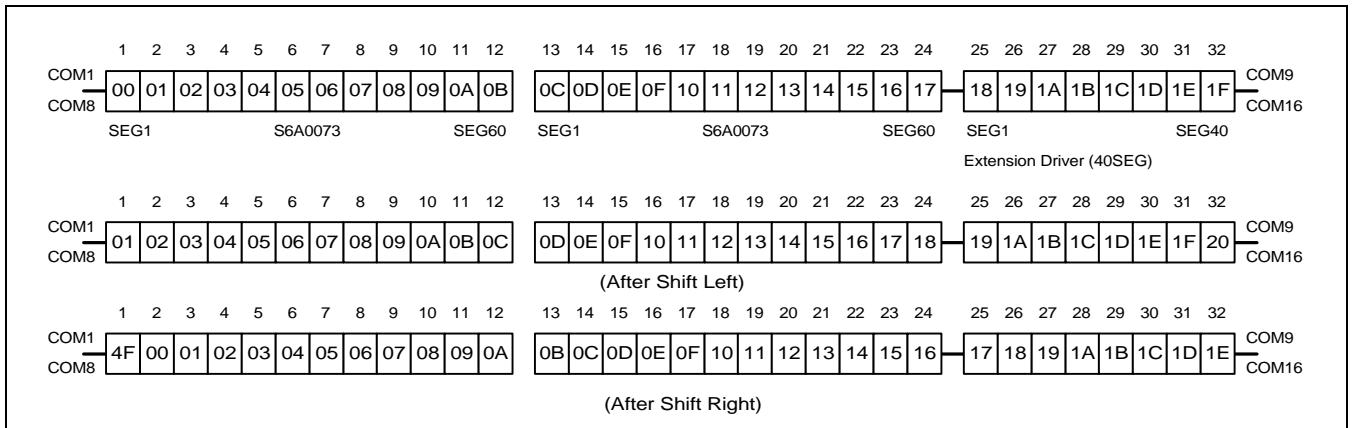 1 2 3 4 5 6 7 8 9 10 11 12 13 14 15 16 17 18 19 20 21 22 23 24 25 26 27 28 29 30 31 32
COM1 COM9
00 01 02 03 04 05 06 07 08 09 0A 0B 0C 0D 0E 0F 10 11 12 13 14 15 16 17 18 19 1A 1B 1C 1D 1E 1F
COM8 COM16
SEG1 S6A0073 SEG60 SEG1 S6A0073 SEG60 SEG1 SEG40
Extension Driver (40SEG)
1 2 3 4 5 6 7 8 9 10 11 12 13 14 15 16 17 18 19 20 21 22 23 24 25 26 27 28 29 30 31 32
COM1 COM9
01 02 03 04 05 06 07 08 09 0A 0B 0C 0D 0E 0F 10 11 12 13 14 15 16 17 18 19 1A 1B 1C 1D 1E 1F 20
COM8 COM16
(After Shift Left)
1 2 3 4 5 6 7 8 9 10 11 12 13 14 15 16 17 18 19 20 21 22 23 24 25 26 27 28 29 30 31 32
COM1 COM9
4F 00 01 02 03 04 05 06 07 08 09 0A 0B 0C 0D 0E 0F 10 11 12 13 14 15 16 17 18 19 1A 1B 1C 1D 1E
COM8 COM16
(After Shift Right)